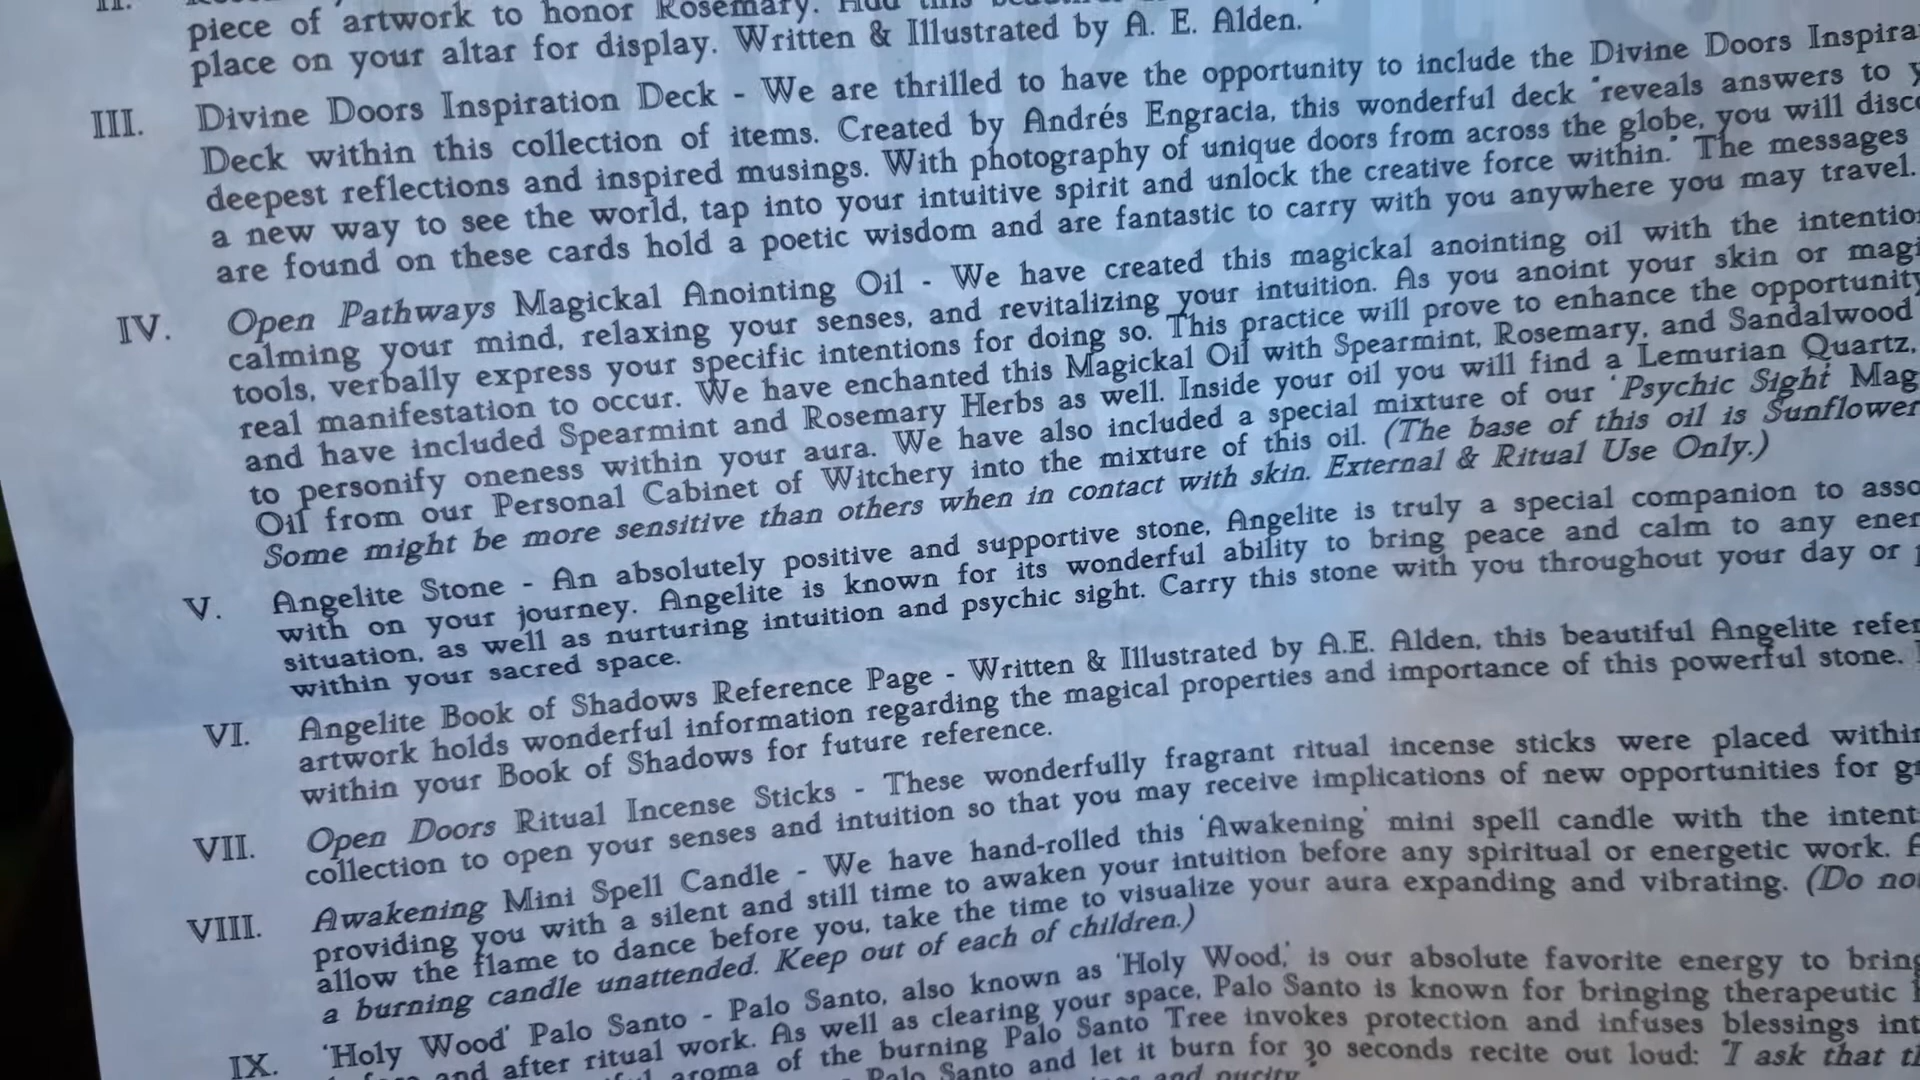 II.
piece of artwork to honor Rosemary. Add this
place on your altar for display. Written & Illustrated by A. E. Alden.
III. Divine Doors Inspiration Deck - We are thrilled to have the opportunity to include the Divine Doors
Deck within this collection of items. Created by Andrés Engracia, this wonderful deck "reveals answers to
deepest reflections and inspired musings. With photography of unique doors from across the globe, you will
a new way to see the world, tap into your intuitive spirit and unlock the creative force within." The messages
are found on these cards hold a poetic wisdom and are fantastic to carry with you anywhere you may travel.
IV. Open Pathways Magickal Anointing Oil - We have created this magickal anointing oil with the
calming your mind, relaxing your senses, and revitalizing your intuition. As you anoint your skin or
tools, verbally express your specific intentions for doing so. This practice will prove to enhance the opportunity
real manifestation to occur. We have enchanted this Magickal Oil with Spearmint, Rosemary, and Sandalwood
and have included Spearmint and Rosemary Herbs as well. Inside your oil you will find a Lemurian Quartz,
to personify oneness within your aura. We have also included a special mixture of our 'Psychic Sight'
Oil from our Personal Cabinet of Witchery into the mixture of this oil. (The base of this oil is Sunflower
Some might be more sensitive than others when in contact with skin. External & Ritual Use Only.)
V. Angelite Stone - An absolutely positive and supportive stone, Angelite is truly a special companion to
with on your journey. Angelite is known for its wonderful ability to bring peace and calm to any
situation, as well as nurturing intuition and psychic sight. Carry this stone with you throughout your day or
within your sacred space.
VI. Angelite Book of Shadows Reference Page - Written & Illustrated by A.E. Alden, this beautiful Angelite
artwork holds wonderful information regarding the magical properties and importance of this powerful stone.
within your Book of Shadows for future reference.
VII. Open Doors Ritual Incense Sticks - These wonderfully fragrant ritual incense sticks were placed
collection to open your senses and intuition so that you may receive implications of new opportunities for
VIII. Awakening Mini Spell Candle - We have hand-rolled this 'Awakening' mini spell candle with the
providing you with a silent and still time to awaken your intuition before any spiritual or energetic work.
allow the flame to dance before you, take the time to visualize your aura expanding and vibrating. (Do
a burning candle unattended. Keep out of each of children.)
IX. 'Holy Wood' Palo Santo - Palo Santo, also known as 'Holy Wood,' is our absolute favorite energy to
and after ritual work. As well as clearing your space, Palo Santo is known for bringing therapeutic
aroma of the burning Palo Santo Tree invokes protection and infuses blessings
Palo Santo and let it burn for 30 seconds recite out loud: "I ask that
and purity